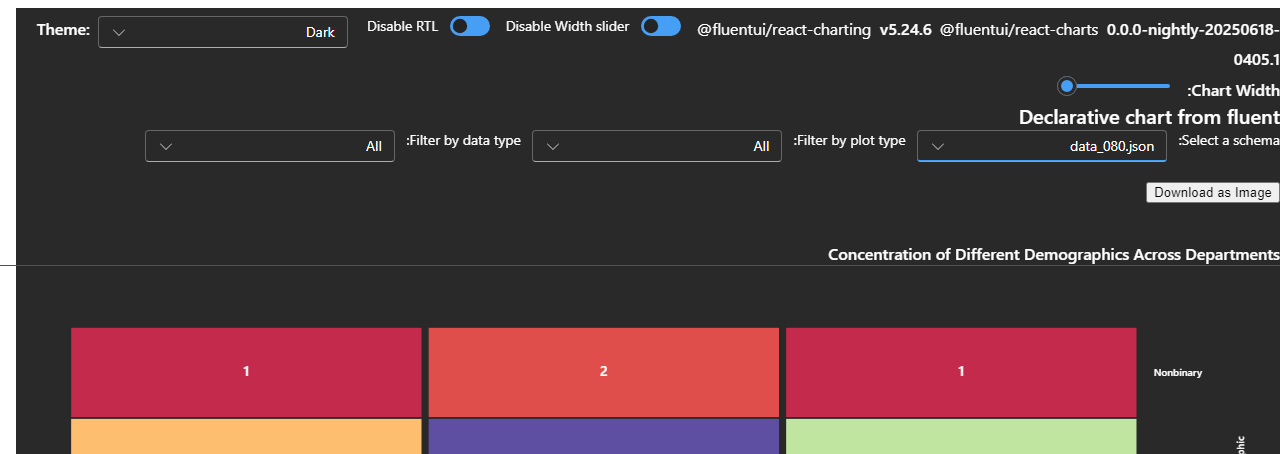 Theme: Dark Disable RTL Disable Width slider @fluentui/react-charting v5.24.6 @fluentui/react-charts 0.0.0-nightly-20250618-
0405.1
:Chart Width
Declarative chart from fluent
:Select a schema data_080.json :Filter by plot type All :Filter by data type All
Download as Image
Concentration of Different Demographics Across Departments
Nonbinary 1 2 1